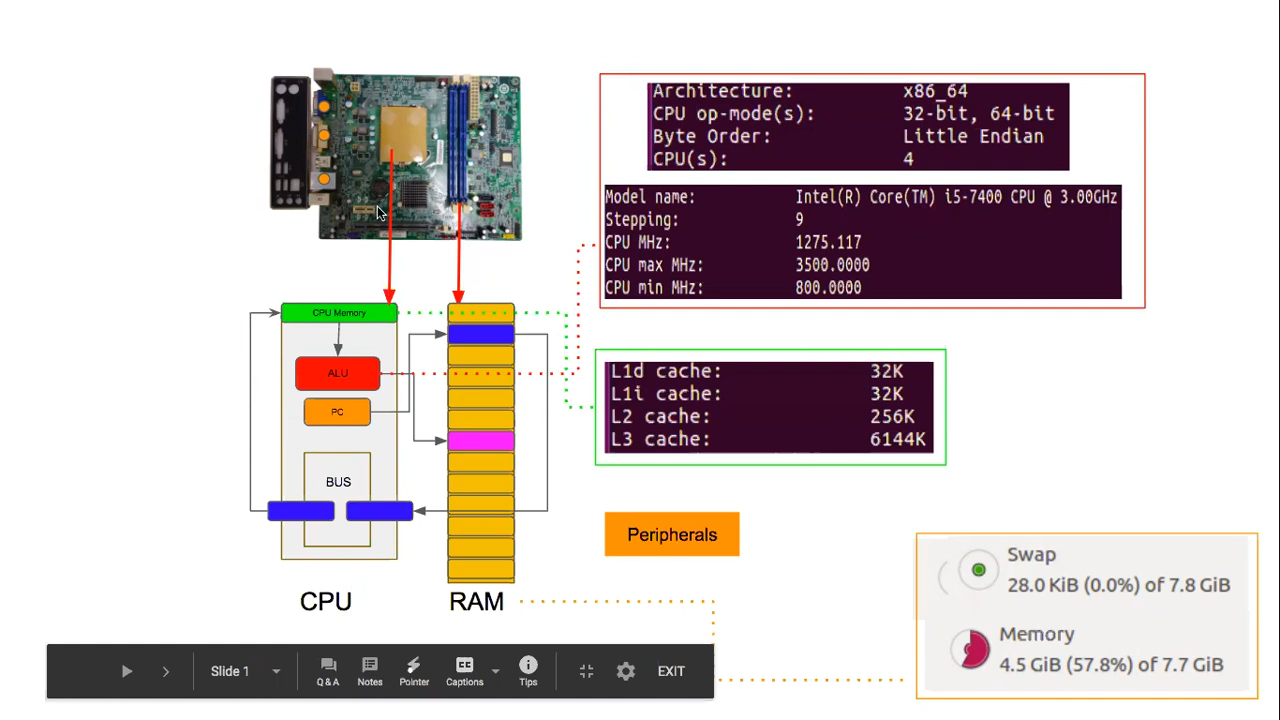 Architecture: x86_64
CPU op-mode(s): 32-bit, 64-bit
Byte Order: Little Endian
CPU(s): 4
Model name: Intel(R) Core(TM) i5-7400 CPU @ 3.00GHz
Stepping: 9
CPU MHz: 1275.117
CPU max MHz: 3500.0000
CPU min MHz: 800.0000
CPU Memory
ALU
PC
BUS
L1d cache: 32K
L1i cache: 32K
L2 cache: 256K
L3 cache: 6144K
Peripherals
CPU
RAM
Swap
28.0 KiB (0.0%) of 7.8 GiB
Memory
4.5 GiB (57.8%) of 7.7 GiB
Slide 1
Q & A
Notes
Pointer
Captions
Tips
EXIT